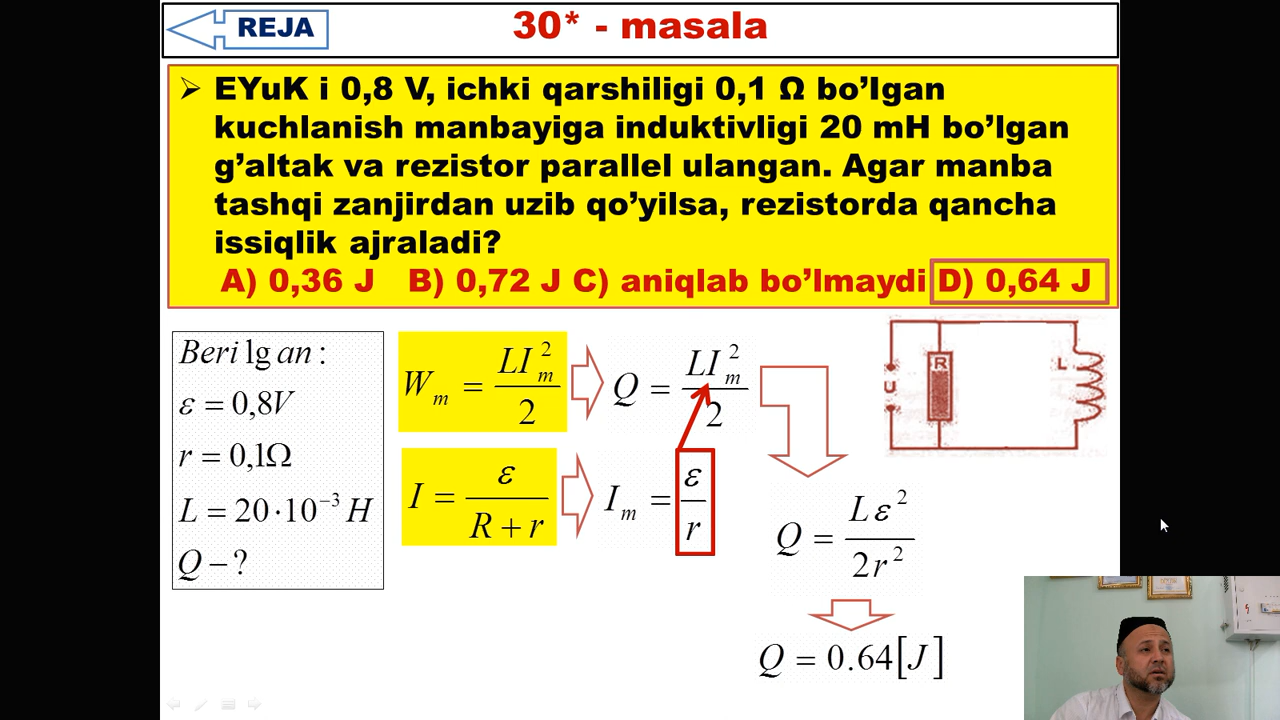 REJA
30* - masala
➢ EYuK i 0,8 V, ichki qarshiligi 0,1 Ω bo’lgan
kuchlanish manbayiga induktivligi 20 mH bo’lgan
g’altak va rezistor parallel ulangan. Agar manba
tashqi zanjirdan uzib qo’yilsa, rezistorda qancha
issiqlik ajraladi?
A) 0,36 J B) 0,72 J C) aniqlab bo’lmaydi D) 0,64 J
Beri lg an :
ε = 0,8V
r = 0,1Ω
L = 20·10⁻³ H
Q – ?
W_m = LI_m² / 2
Q = LI_m² / 2
I = ε / (R + r)
I_m = ε / r
U
R
L
Q = Lε² / 2r²
Q = 0.64[J]